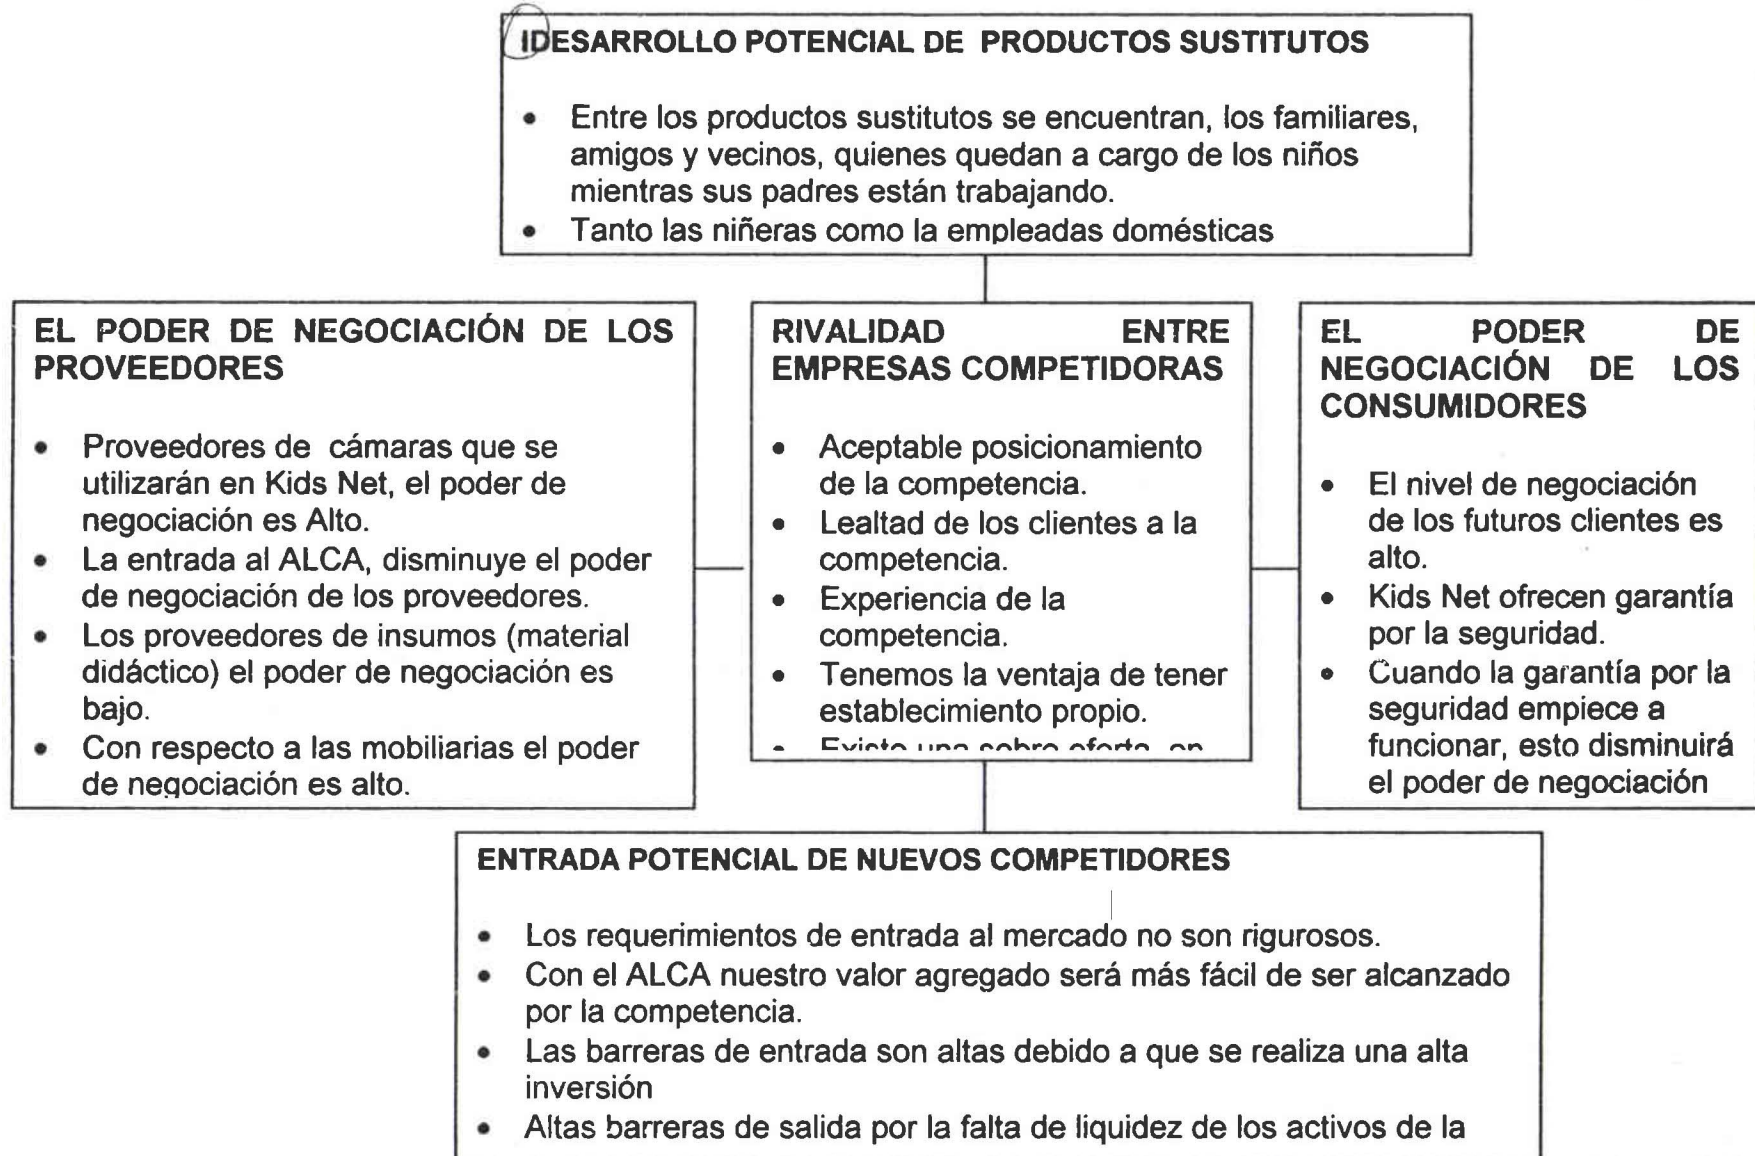 IDESARROLLO POTENCIAL DE PRODUCTOS SUSTITUTOS
• Entre los productos sustitutos se encuentran, los familiares,
amigos y vecinos, quienes quedan a cargo de los niños
mientras sus padres están trabajando.
• Tanto las niñeras como la empleadas domésticas
EL PODER DE NEGOCIACIÓN DE LOS
PROVEEDORES
• Proveedores de cámaras que se
utilizarán en Kids Net, el poder de
negociación es Alto.
• La entrada al ALCA, disminuye el poder
de negociación de los proveedores.
• Los proveedores de insumos (material
didáctico) el poder de negociación es
bajo.
• Con respecto a las mobiliarias el poder
de negociación es alto.
RIVALIDAD ENTRE
EMPRESAS COMPETIDORAS
• Aceptable posicionamiento
de la competencia.
• Lealtad de los clientes a la
competencia.
• Experiencia de la
competencia.
• Tenemos la ventaja de tener
establecimiento propio.
• Existe una sobre oferta, en
EL PODER DE
NEGOCIACIÓN DE LOS
CONSUMIDORES
• El nivel de negociación
de los futuros clientes es
alto.
• Kids Net ofrecen garantía
por la seguridad.
• Cuando la garantía por la
seguridad empiece a
funcionar, esto disminuirá
el poder de negociación
ENTRADA POTENCIAL DE NUEVOS COMPETIDORES
• Los requerimientos de entrada al mercado no son rigurosos.
• Con el ALCA nuestro valor agregado será más fácil de ser alcanzado
por la competencia.
• Las barreras de entrada son altas debido a que se realiza una alta
inversión
• Altas barreras de salida por la falta de liquidez de los activos de la